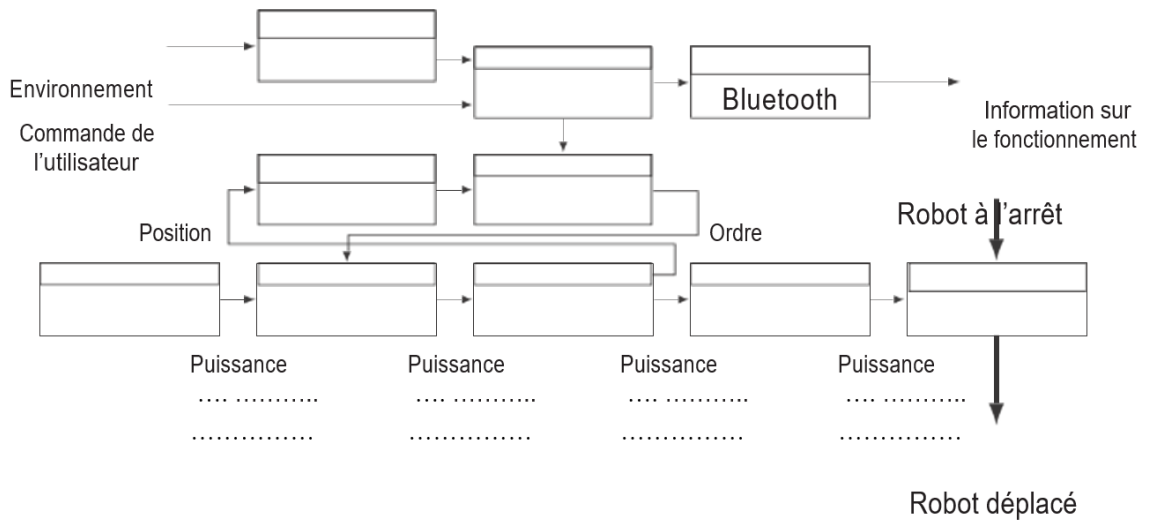 Environnement
Commande de
l’utilisateur
Bluetooth
Information sur
le fonctionnement
Position
Ordre
Robot à l’arrêt
Puissance
.... ...........
...............
Puissance
.... ...........
...............
Puissance
.... ...........
...............
Puissance
.... ...........
...............
Robot déplacé